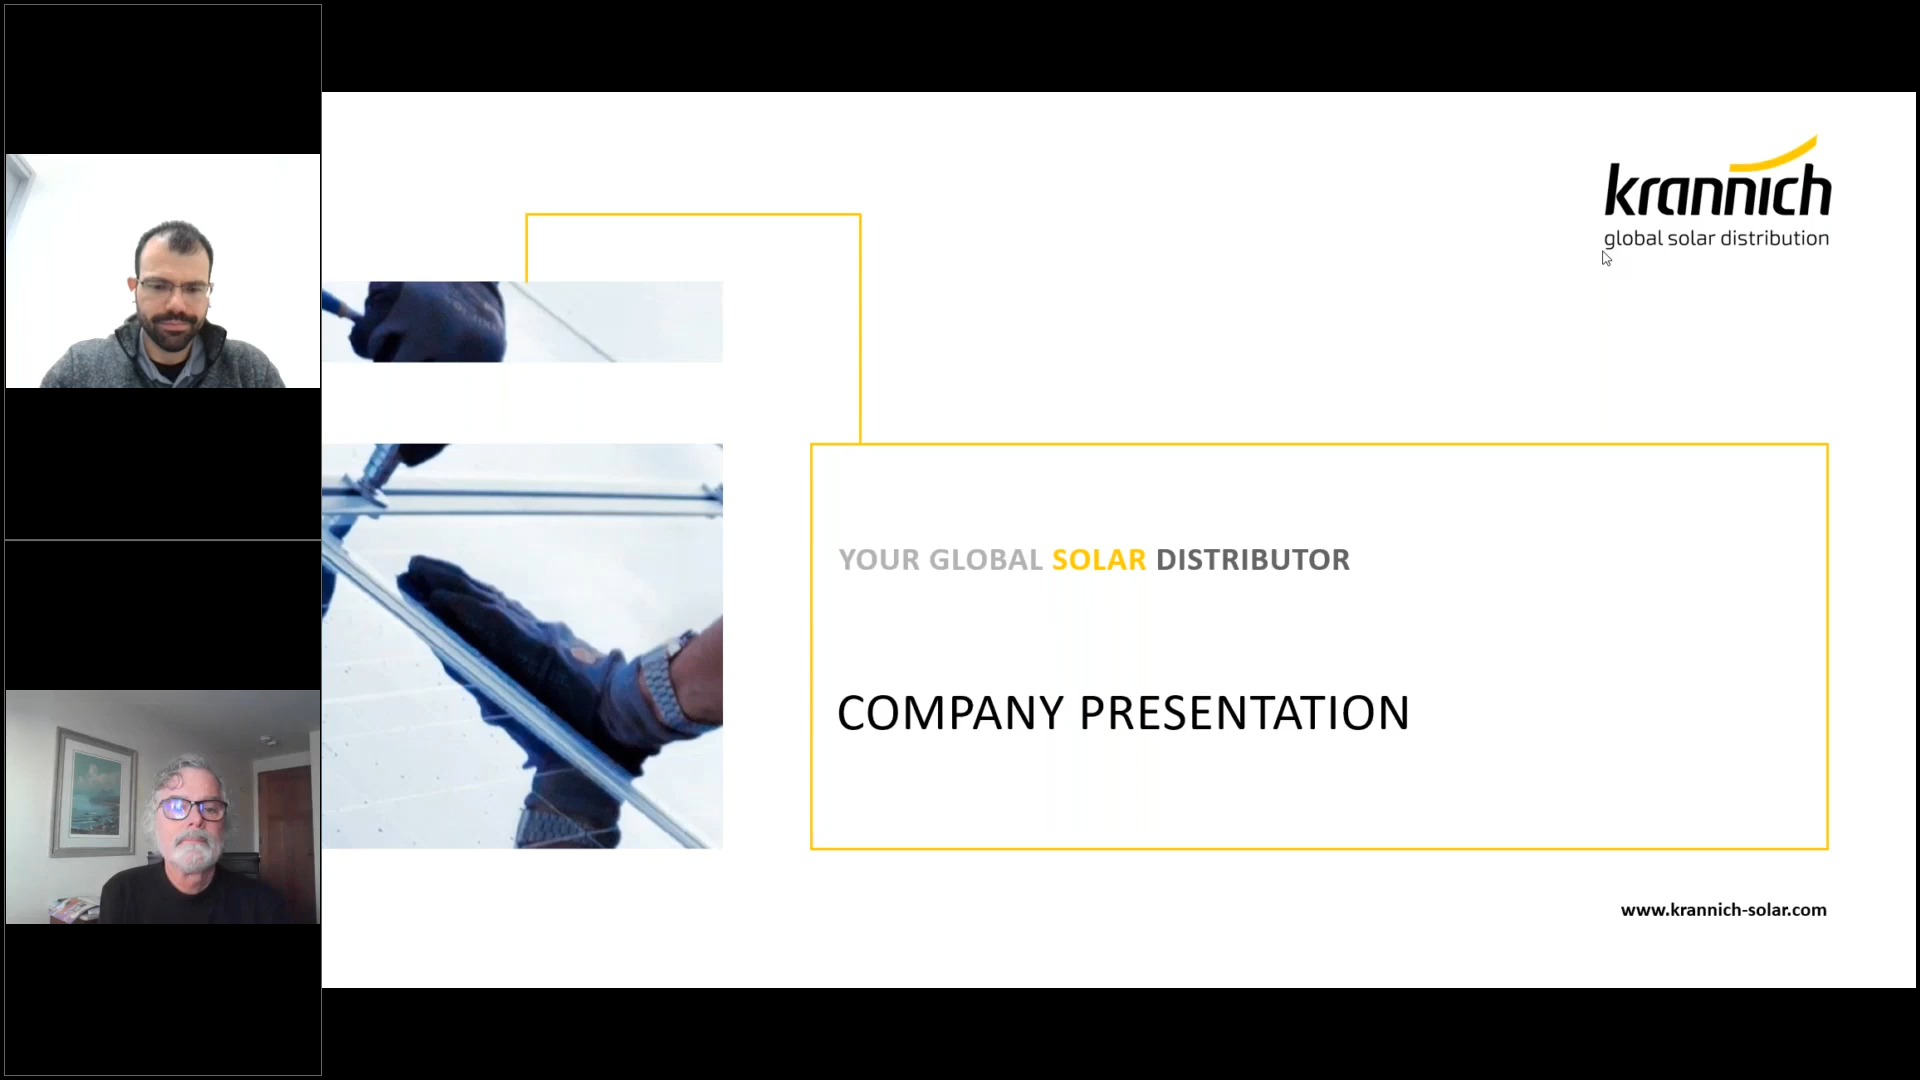 krannich
global solar distribution
YOUR GLOBAL SOLAR DISTRIBUTOR
COMPANY PRESENTATION
www.krannich-solar.com